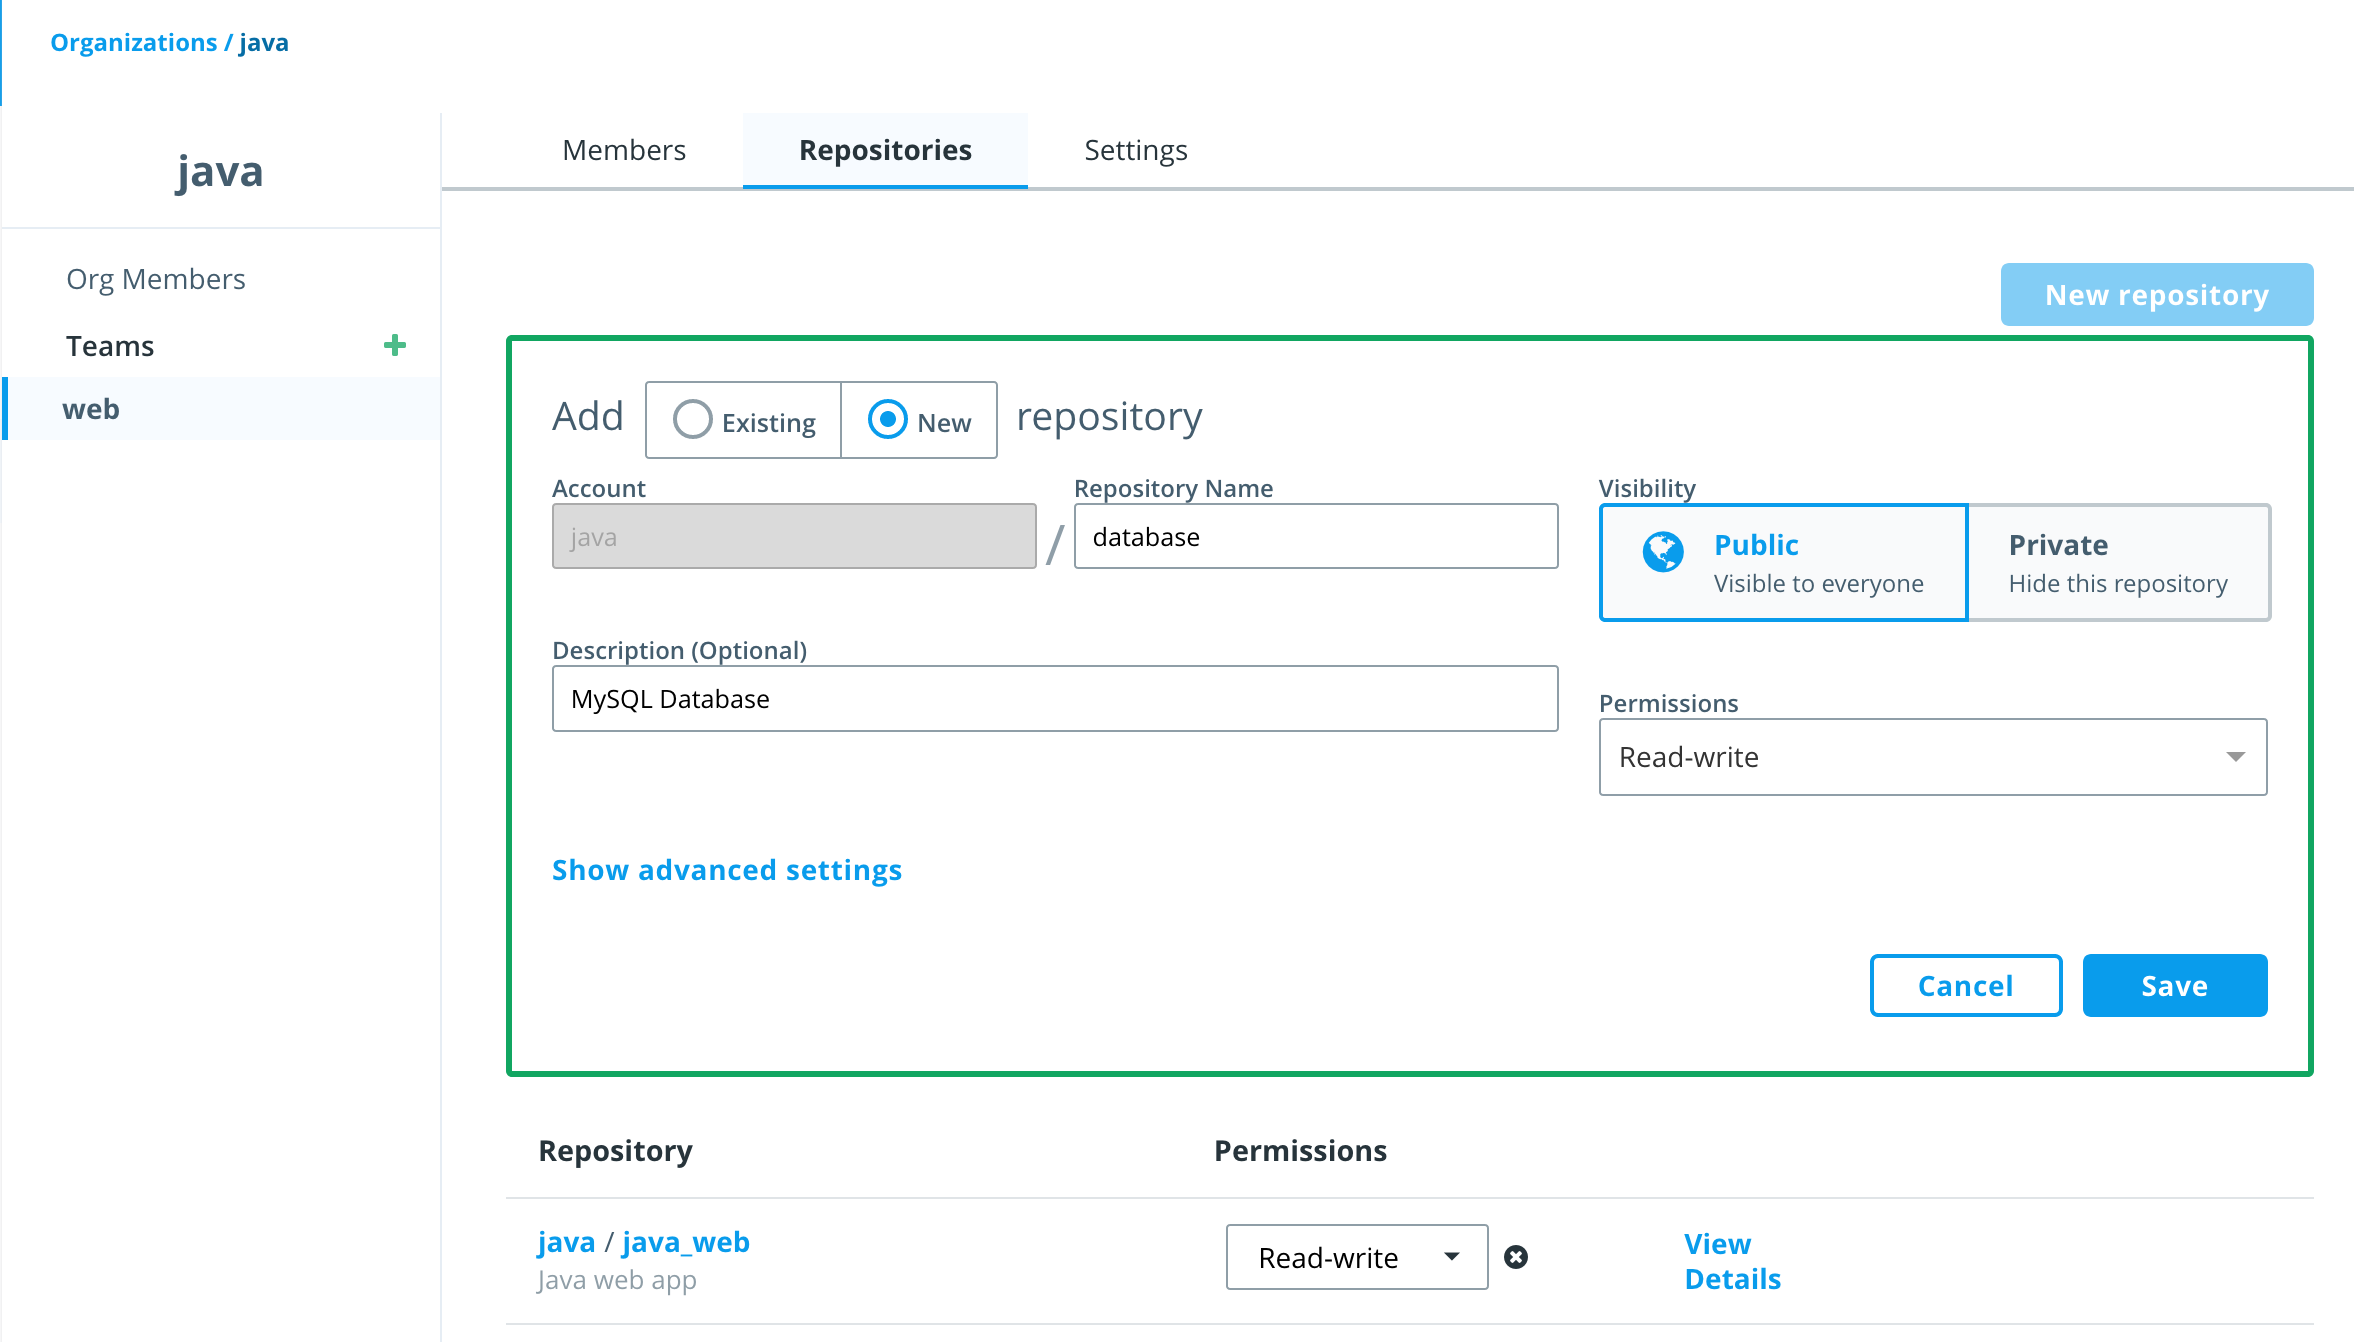 Organizations / java
java
Org Members
Teams
web
Members
Repositories
Settings
New repository
Add Existing New repository
Account
java
/
Repository Name
database
Visibility
Public
Visible to everyone
Private
Hide this repository
Description (Optional)
MySQL Database
Permissions
Read-write
Show advanced settings
Cancel
Save
Repository
Permissions
java / java_web
Java web app
Read-write
View
Details